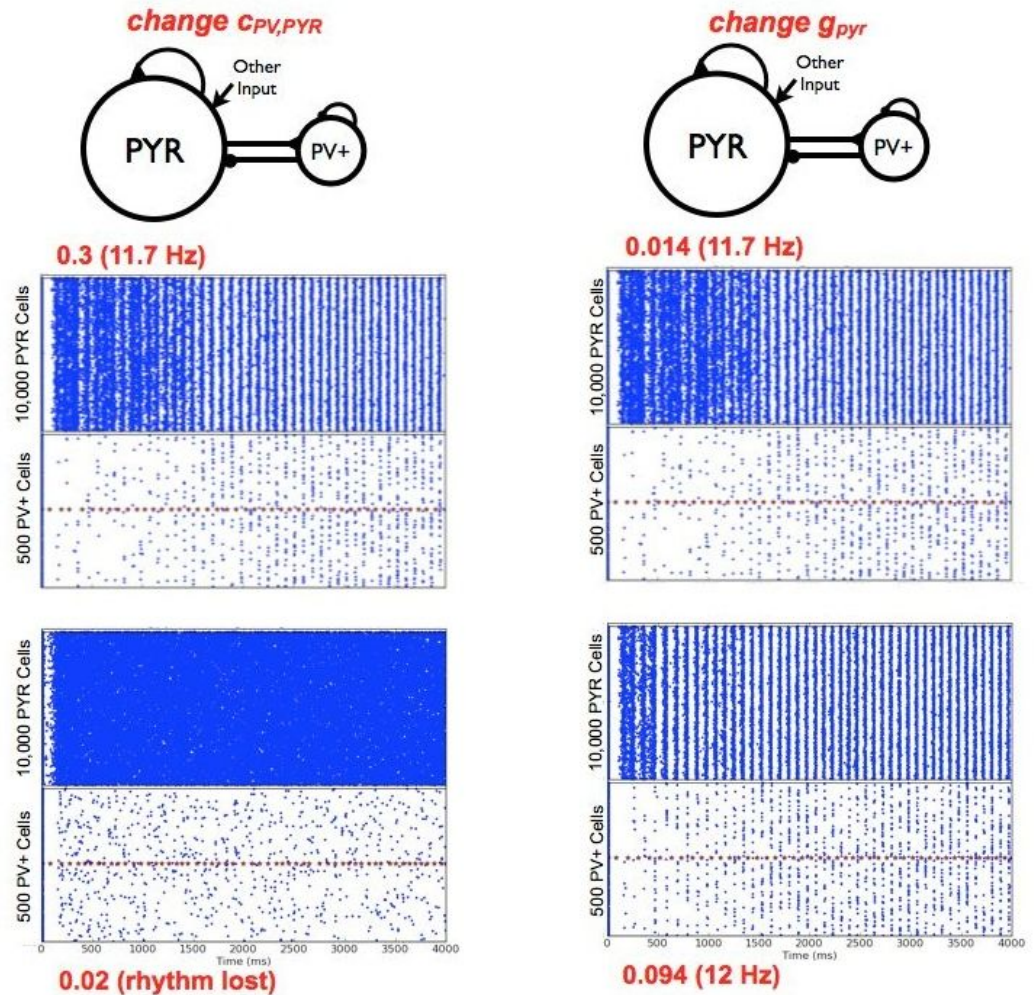 change cPV,PYR
Other
Input
PYR
PV+
0.3 (11.7 Hz)
10,000 PYR Cells
500 PV+ Cells
10,000 PYR Cells
500 PV+ Cells
0 500 1000 1500 2000 2500 3000 3500 4000
Time (ms)
0.02 (rhythm lost)
change gpyr
Other
Input
PYR
PV+
0.014 (11.7 Hz)
10,000 PYR Cells
500 PV+ Cells
10,000 PYR Cells
500 PV+ Cells
0 500 1000 1500 2000 2500 3000 3500 4000
Time (ms)
0.094 (12 Hz)